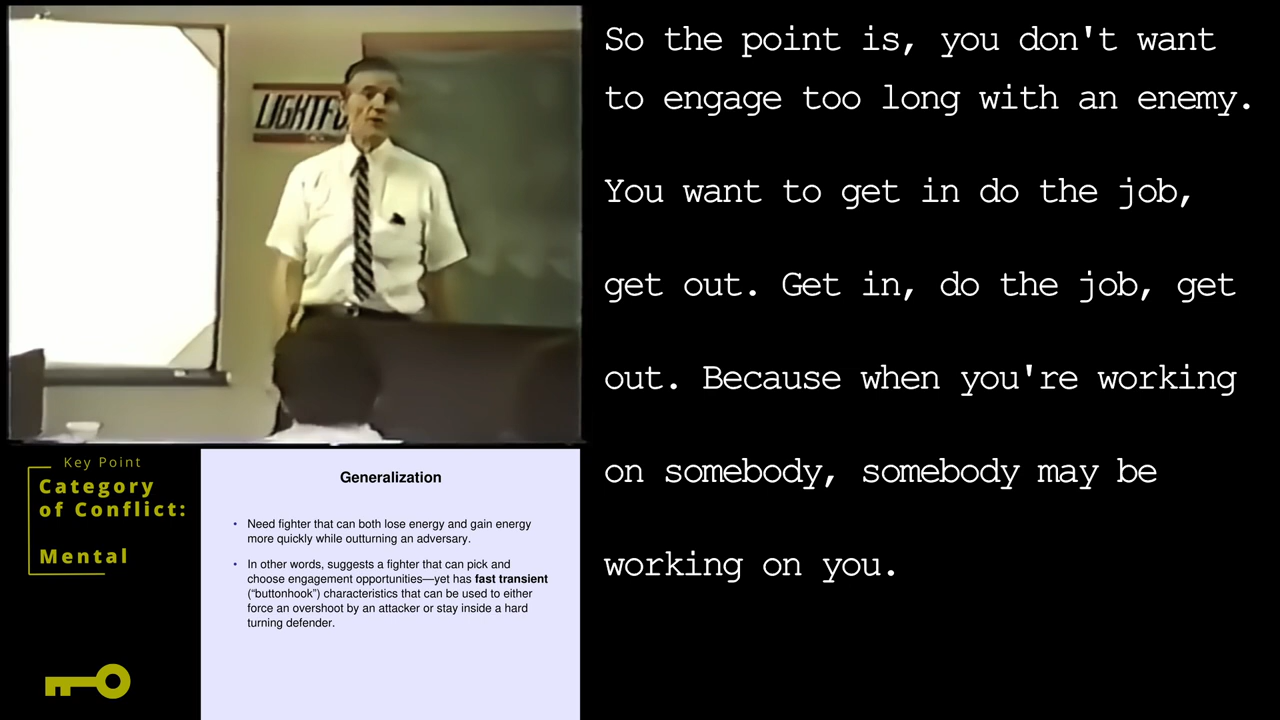 LIGHTF
So the point is, you don't want
to engage too long with an enemy.
You want to get in do the job,
get out. Get in, do the job, get
out. Because when you're working
on somebody, somebody may be
working on you.
Key Point
Category
of Conflict:
Mental
Generalization
• Need fighter that can both lose energy and gain energy
more quickly while outturning an adversary.
• In other words, suggests a fighter that can pick and
choose engagement opportunities—yet has fast transient
("buttonhook") characteristics that can be used to either
force an overshoot by an attacker or stay inside a hard
turning defender.